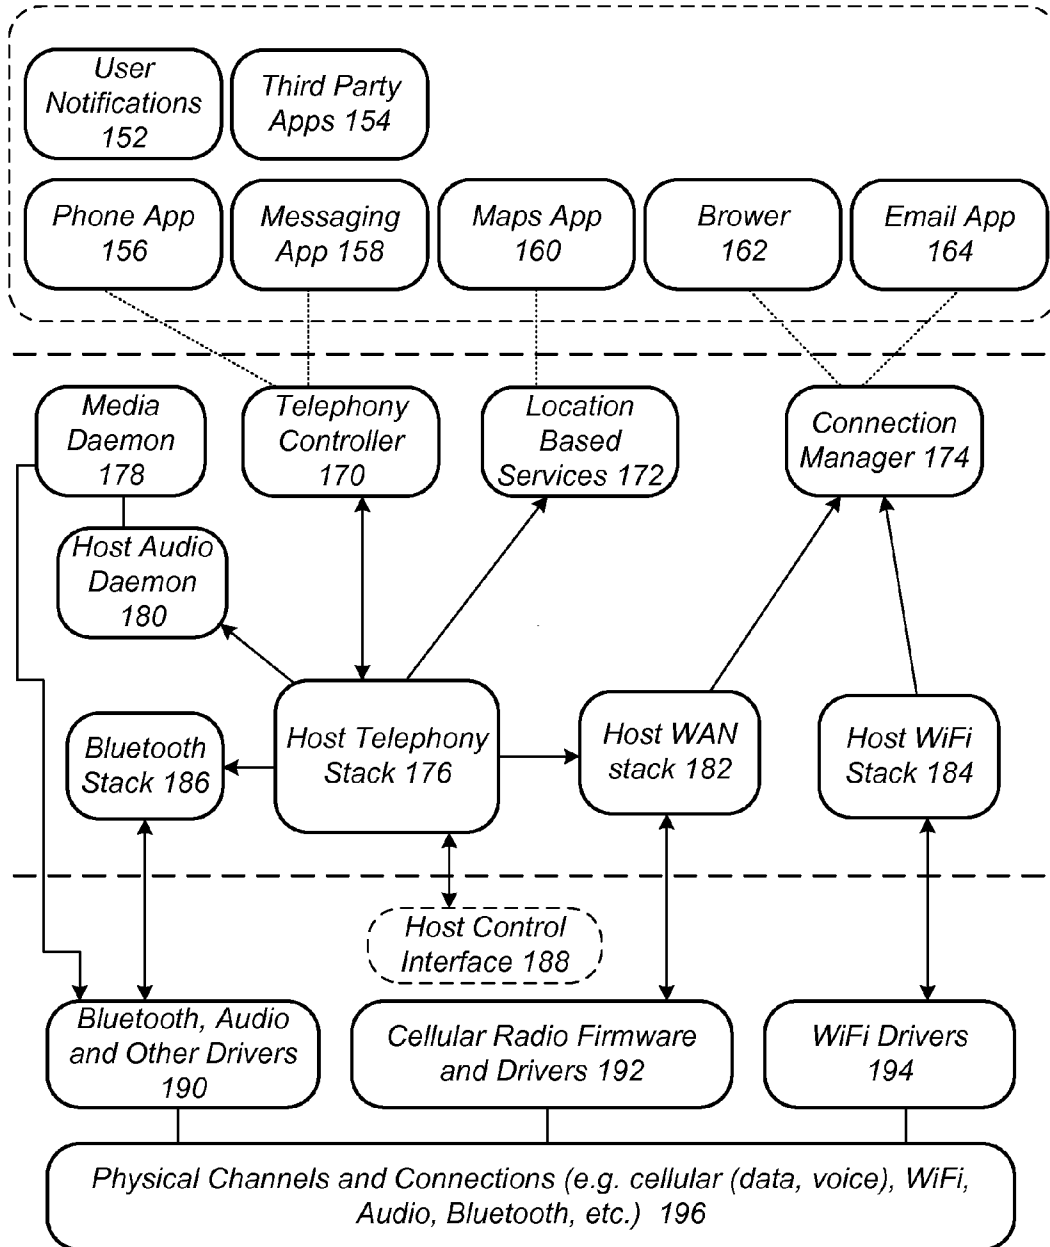 User
Notifications
152
Third Party
Apps 154
Phone App
156
Messaging
App 158
Maps App
160
Brower
162
Email App
164
Media
Daemon
178
Telephony
Controller
170
Location
Based
Services 172
Connection
Manager 174
Host Audio
Daemon
180
Bluetooth
Stack 186
Host Telephony
Stack 176
Host WAN
stack 182
Host WiFi
Stack 184
Host Control
Interface 188
Bluetooth, Audio
and Other Drivers
190
Cellular Radio Firmware
and Drivers 192
WiFi Drivers
194
Physical Channels and Connections (e.g. cellular (data, voice), WiFi,
Audio, Bluetooth, etc.) 196